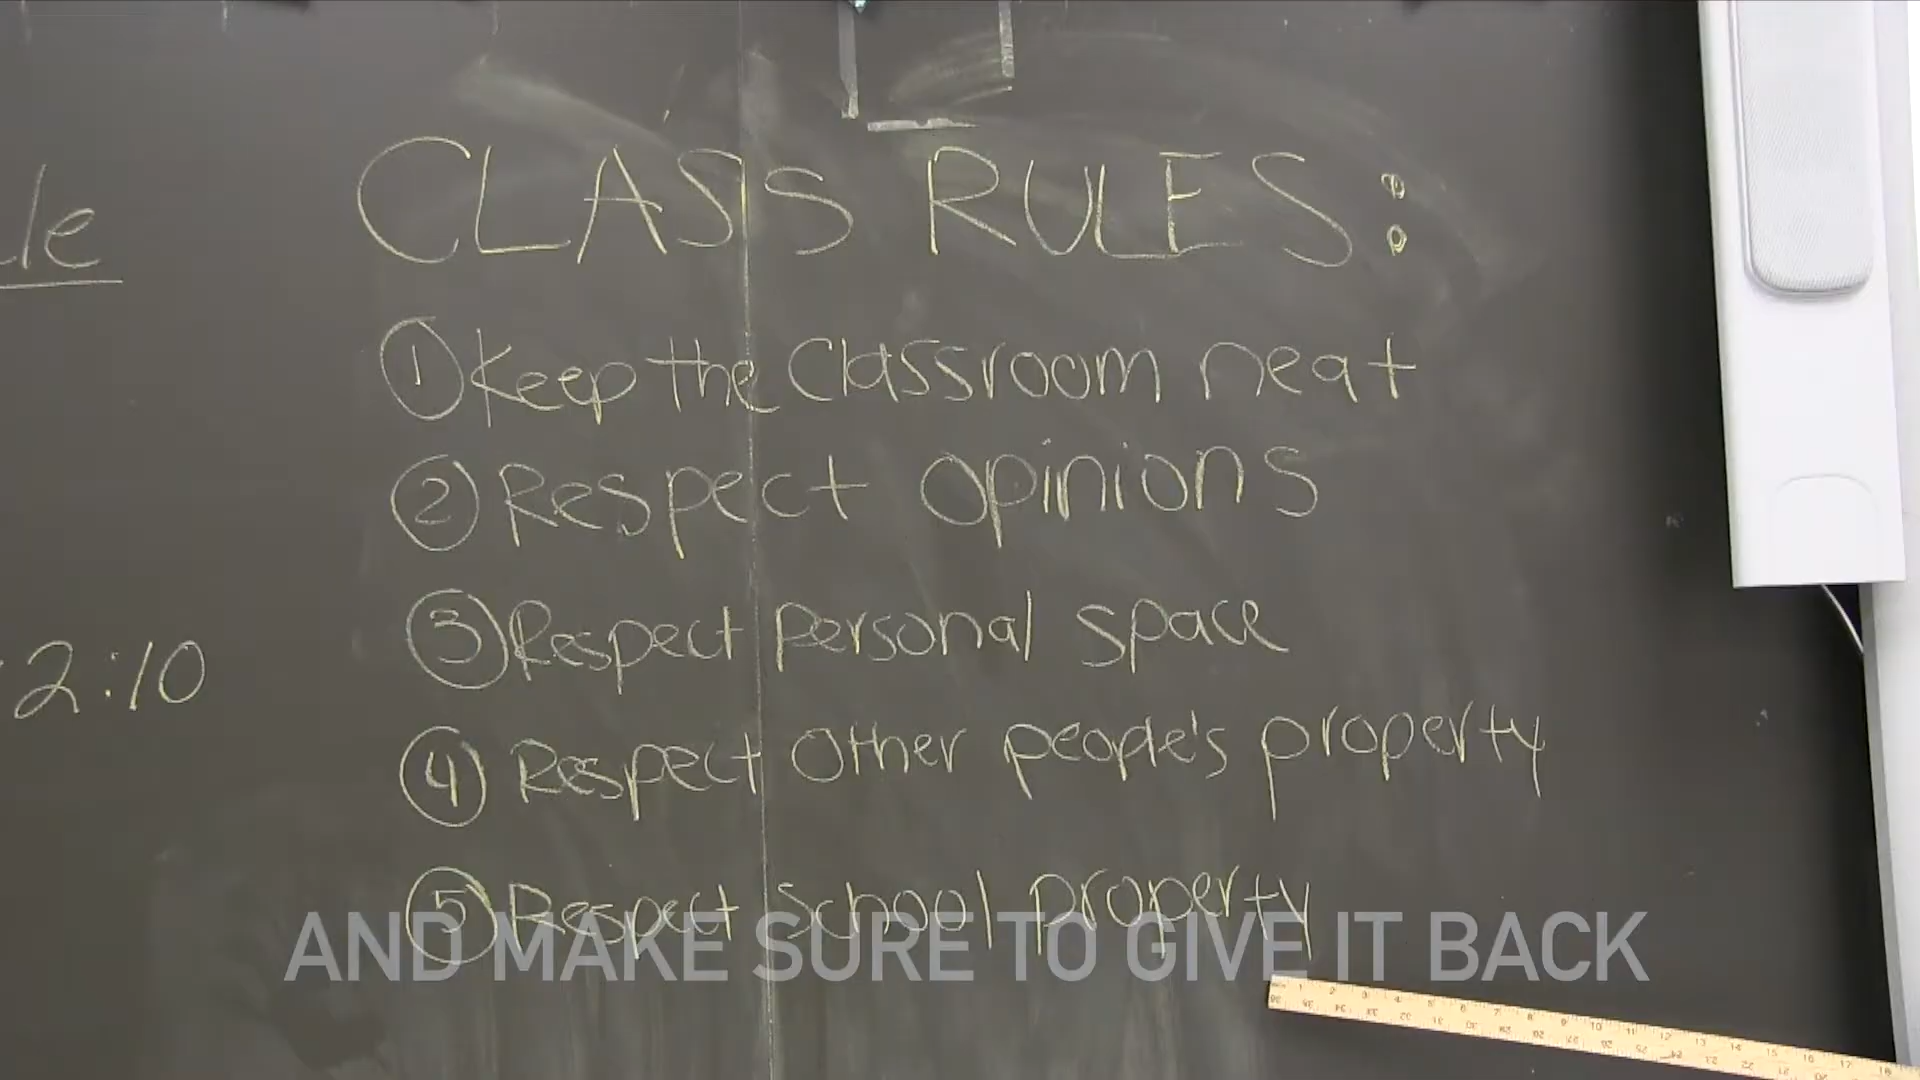 CLASS RULES:
① Keep the classroom neat
② Respect opinions
③ Respect personal space
④ Respect other people's property
⑤ Respect school property
2:10
AND MAKE SURE TO GIVE IT BACK